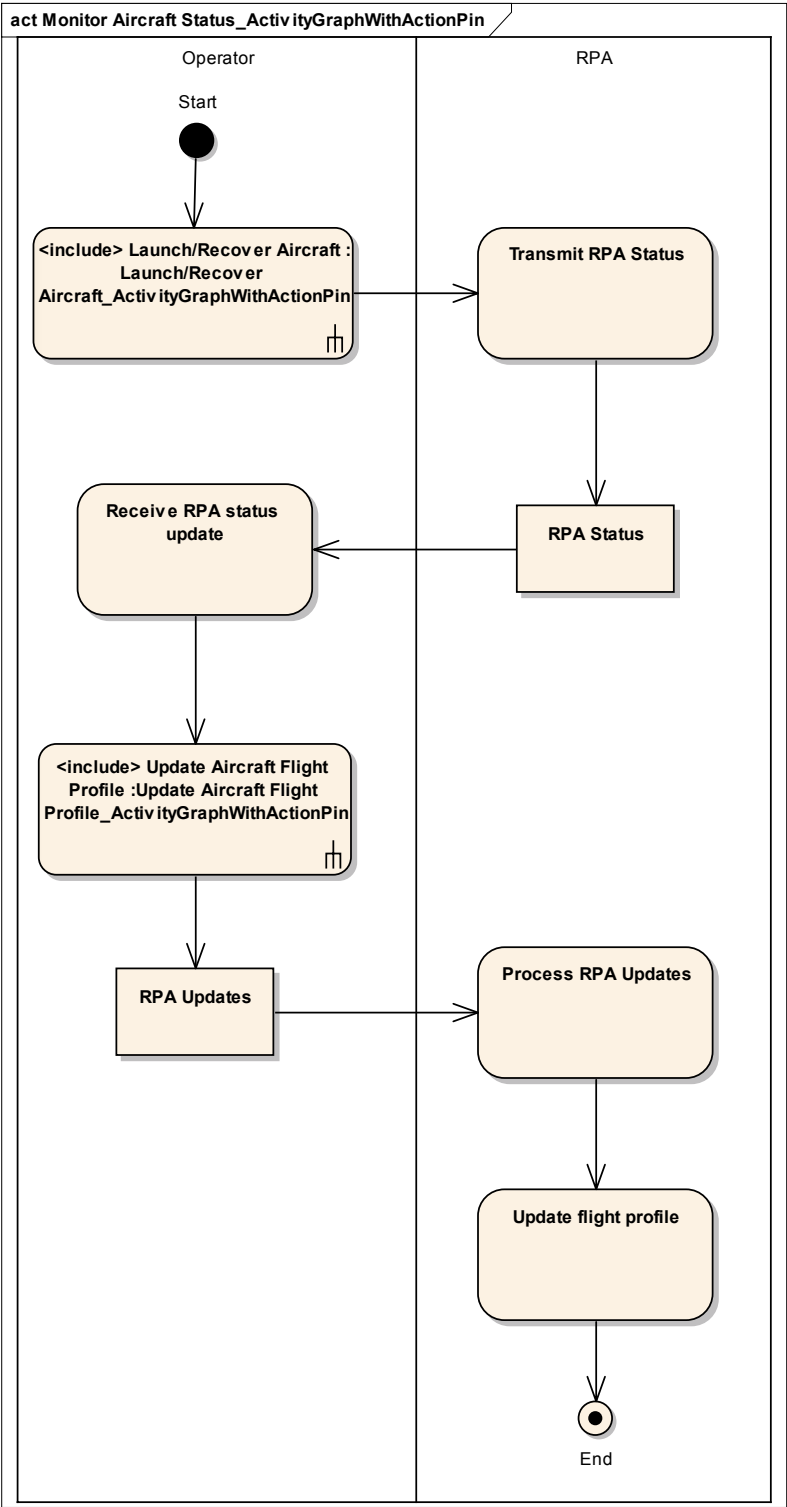 act Monitor Aircraft Status_ActivityGraphWithActionPin
Operator
RPA
Start
<include> Launch/Recover Aircraft :
Launch/Recover
Aircraft_ActivityGraphWithActionPin
Transmit RPA Status
Receive RPA status
update
RPA Status
<include> Update Aircraft Flight
Profile :Update Aircraft Flight
Profile_ActivityGraphWithActionPin
RPA Updates
Process RPA Updates
Update flight profile
End